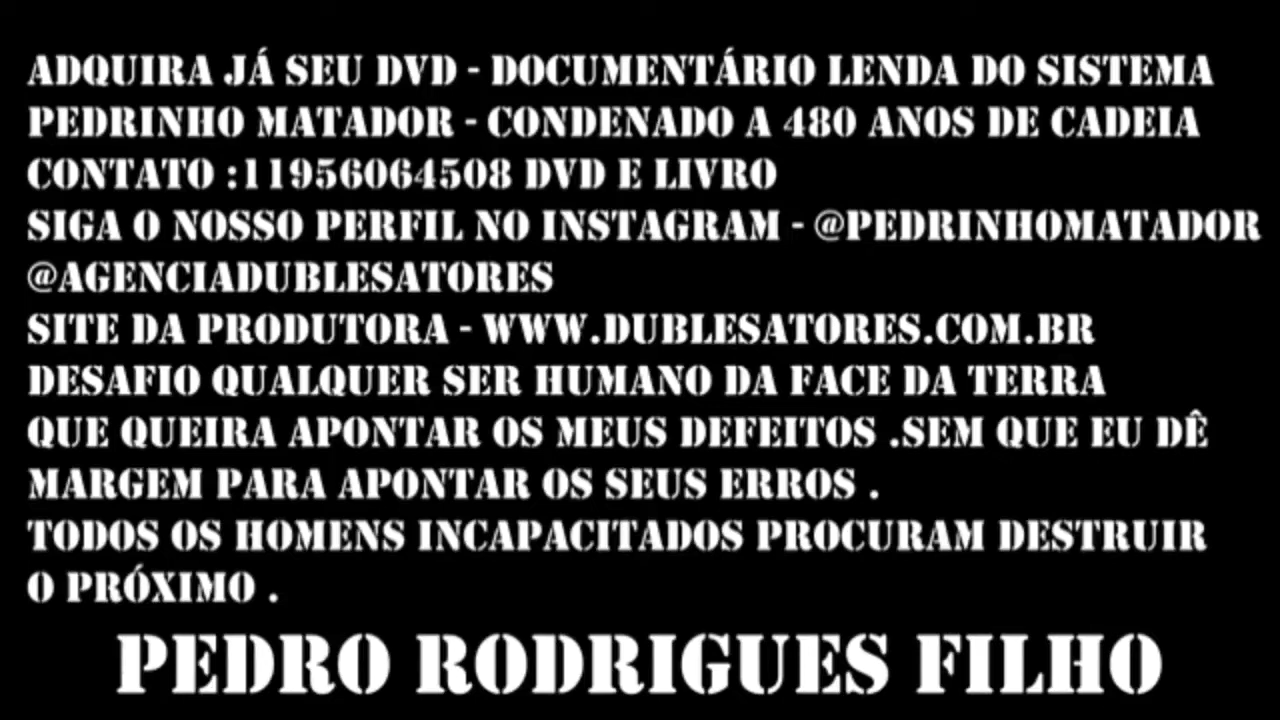 ADQUIRA JÁ SEU DVD - DOCUMENTÁRIO LENDA DO SISTEMA
PEDRINHO MATADOR - CONDENADO A 480 ANOS DE CADEIA
CONTATO :11956064508 DVD E LIVRO
SIGA O NOSSO PERFIL NO INSTAGRAM - @PEDRINHOMATADOR
@AGENCIADUBLESATORES
SITE DA PRODUTORA - WWW.DUBLESATORES.COM.BR
DESAFIO QUALQUER SER HUMANO DA FACE DA TERRA
QUE QUEIRA APONTAR OS MEUS DEFEITOS .SEM QUE EU DÊ
MARGEM PARA APONTAR OS SEUS ERROS .
TODOS OS HOMENS INCAPACITADOS PROCURAM DESTRUIR
O PRÓXIMO .
PEDRO RODRIGUES FILHO